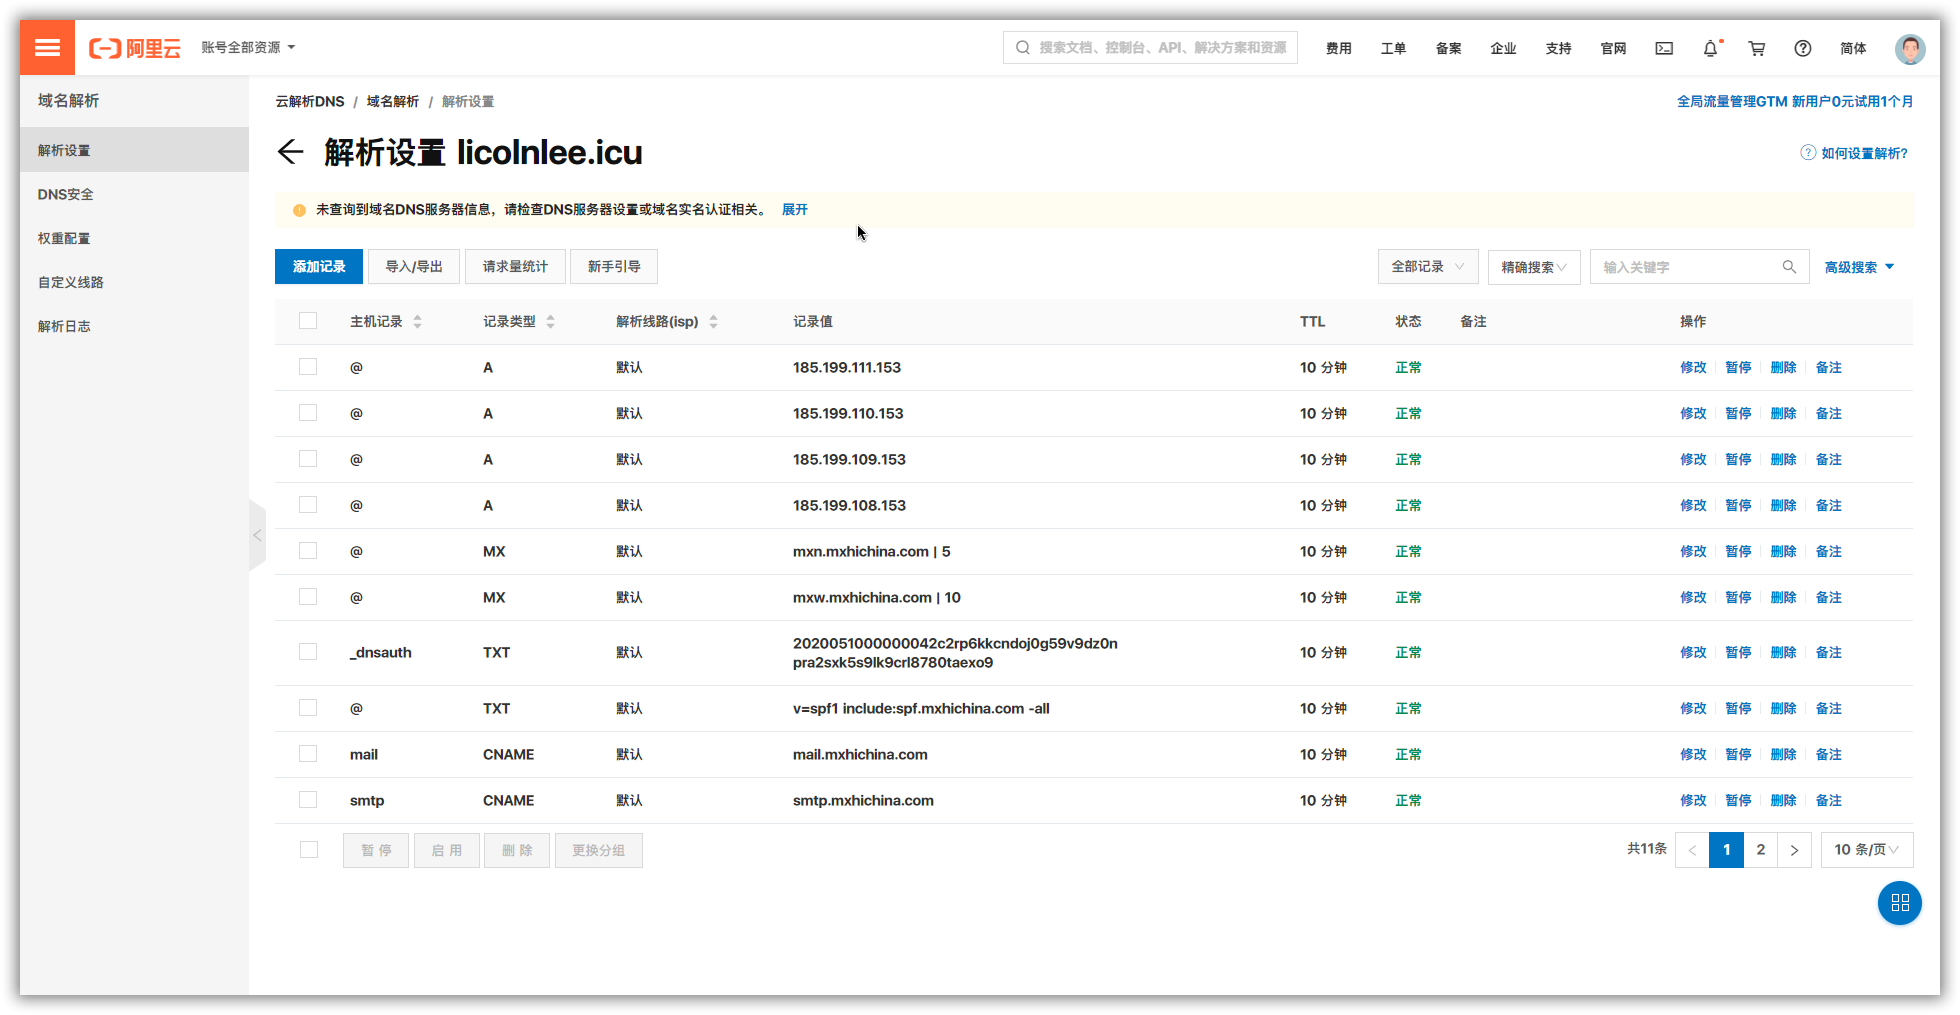 阿里云
账号全部资源
搜索文档、控制台、API、解决方案和资源
费用
工单
备案
企业
支持
官网
简体
域名解析
解析设置
DNS安全
权重配置
自定义线路
解析日志
云解析DNS / 域名解析 / 解析设置
全局流量管理GTM 新用户0元试用1个月
解析设置 licolnlee.icu
如何设置解析?
未查询到域名DNS服务器信息，请检查DNS服务器设置或域名实名认证相关。 展开
添加记录 导入/导出 请求量统计 新手引导 全部记录 精确搜索 输入关键字 高级搜索
主机记录 记录类型 解析线路(isp) 记录值 TTL 状态 备注 操作
@ A 默认 185.199.111.153 10 分钟 正常 修改 暂停 删除 备注
@ A 默认 185.199.110.153 10 分钟 正常 修改 暂停 删除 备注
@ A 默认 185.199.109.153 10 分钟 正常 修改 暂停 删除 备注
@ A 默认 185.199.108.153 10 分钟 正常 修改 暂停 删除 备注
@ MX 默认 mxn.mxhichina.com | 5 10 分钟 正常 修改 暂停 删除 备注
@ MX 默认 mxw.mxhichina.com | 10 10 分钟 正常 修改 暂停 删除 备注
_dnsauth TXT 默认 2020051000000042c2rp6kkcndoj0g59v9dz0n
pra2sxk5s9lk9crl8780taexo9 10 分钟 正常 修改 暂停 删除 备注
@ TXT 默认 v=spf1 include:spf.mxhichina.com -all 10 分钟 正常 修改 暂停 删除 备注
mail CNAME 默认 mail.mxhichina.com 10 分钟 正常 修改 暂停 删除 备注
smtp CNAME 默认 smtp.mxhichina.com 10 分钟 正常 修改 暂停 删除 备注
暂 停 启 用 删 除 更换分组 共11条 < 1 2 > 10 条/页